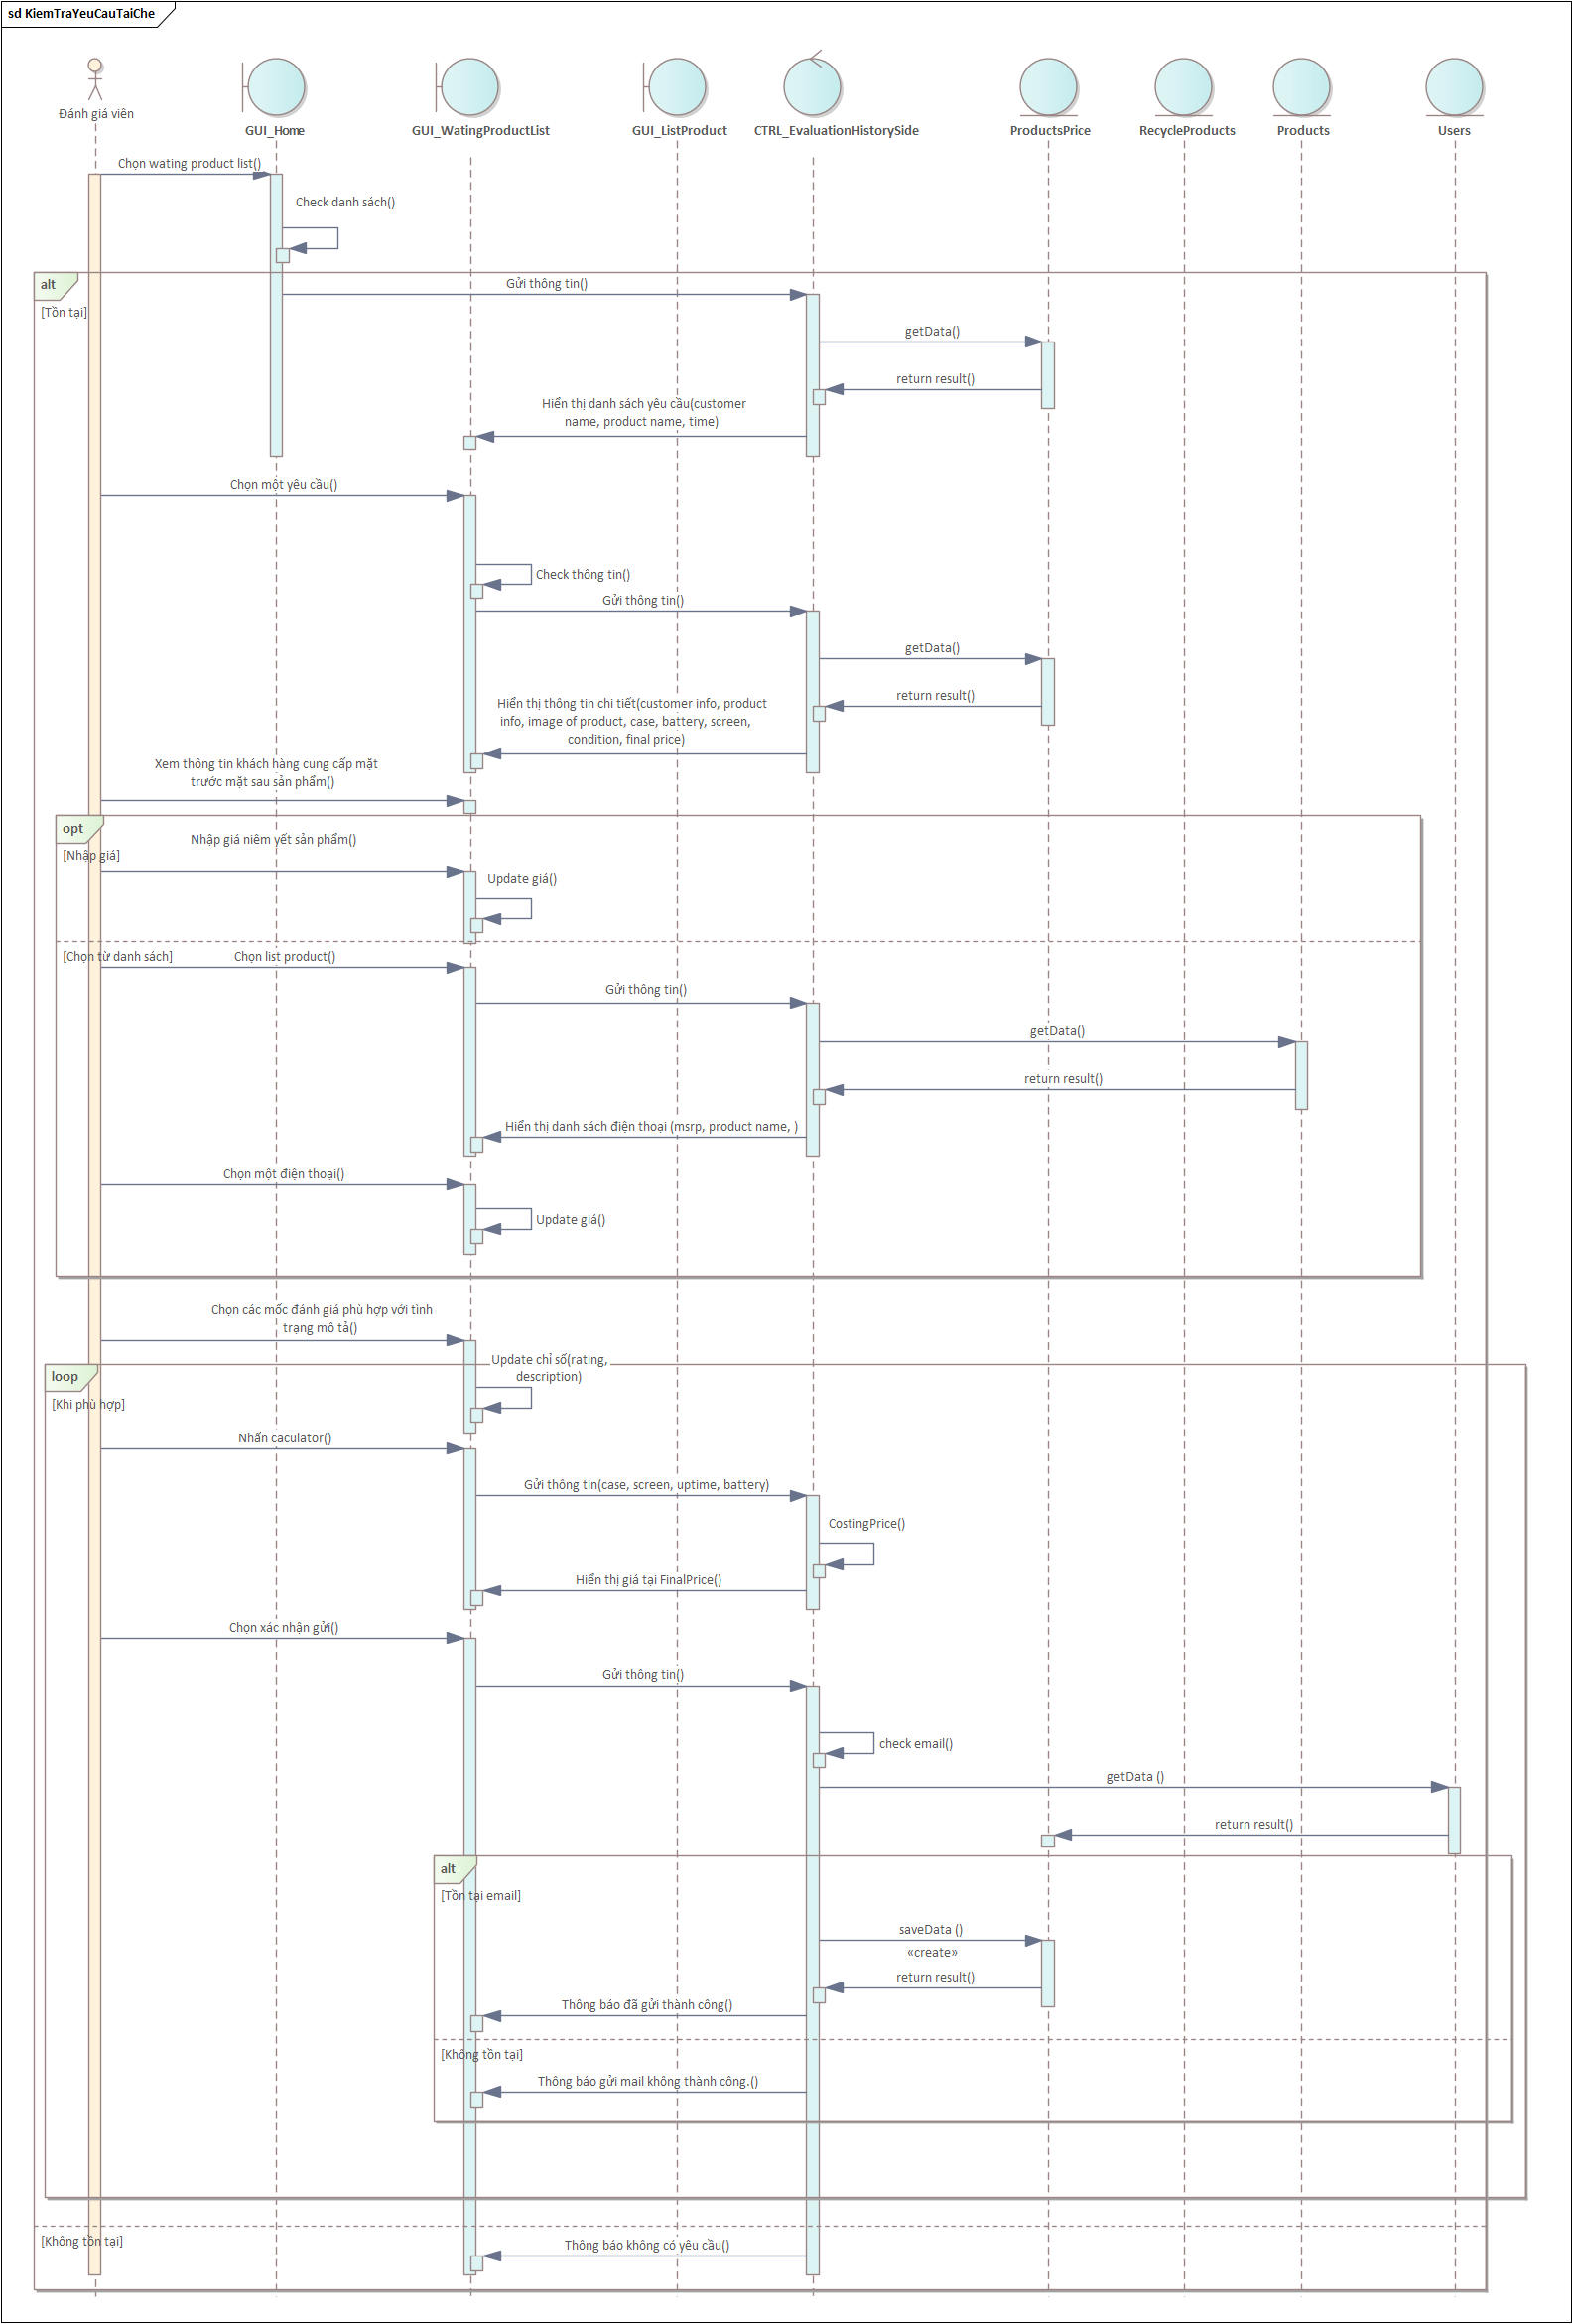 sd KiemTraYeuCauTaiChe
Đánh giá viên
GUI_Home
GUI_WatingProductList
GUI_ListProduct
CTRL_EvaluationHistorySide
ProductsPrice
RecycleProducts
Products
Users
Chọn wating product list()
Check danh sách()
alt
[Tồn tại]
Gửi thông tin()
getData()
return result()
Hiển thị danh sách yêu cầu(customer
name, product name, time)
Chọn một yêu cầu()
Check thông tin()
Gửi thông tin()
getData()
return result()
Hiển thị thông tin chi tiết(customer info, product
info, image of product, case, battery, screen,
condition, final price)
Xem thông tin khách hàng cung cấp mặt
trước mặt sau sản phẩm()
opt
[Nhập giá]
Nhập giá niêm yết sản phẩm()
Update giá()
[Chọn từ danh sách]
Chọn list product()
Gửi thông tin()
getData()
return result()
Hiển thị danh sách điện thoại (msrp, product name, )
Chọn một điện thoại()
Update giá()
Chọn các mốc đánh giá phù hợp với tình
trạng mô tả()
loop
[Khi phù hợp]
Update chỉ số(rating,
description)
Nhấn caculator()
Gửi thông tin(case, screen, uptime, battery)
CostingPrice()
Hiển thị giá tại FinalPrice()
Chọn xác nhận gửi()
Gửi thông tin()
check email()
getData ()
return result()
alt
[Tồn tại email]
saveData ()
«create»
return result()
Thông báo đã gửi thành công()
[Không tồn tại]
Thông báo gửi mail không thành công.()
[Không tồn tại]
Thông báo không có yêu cầu()